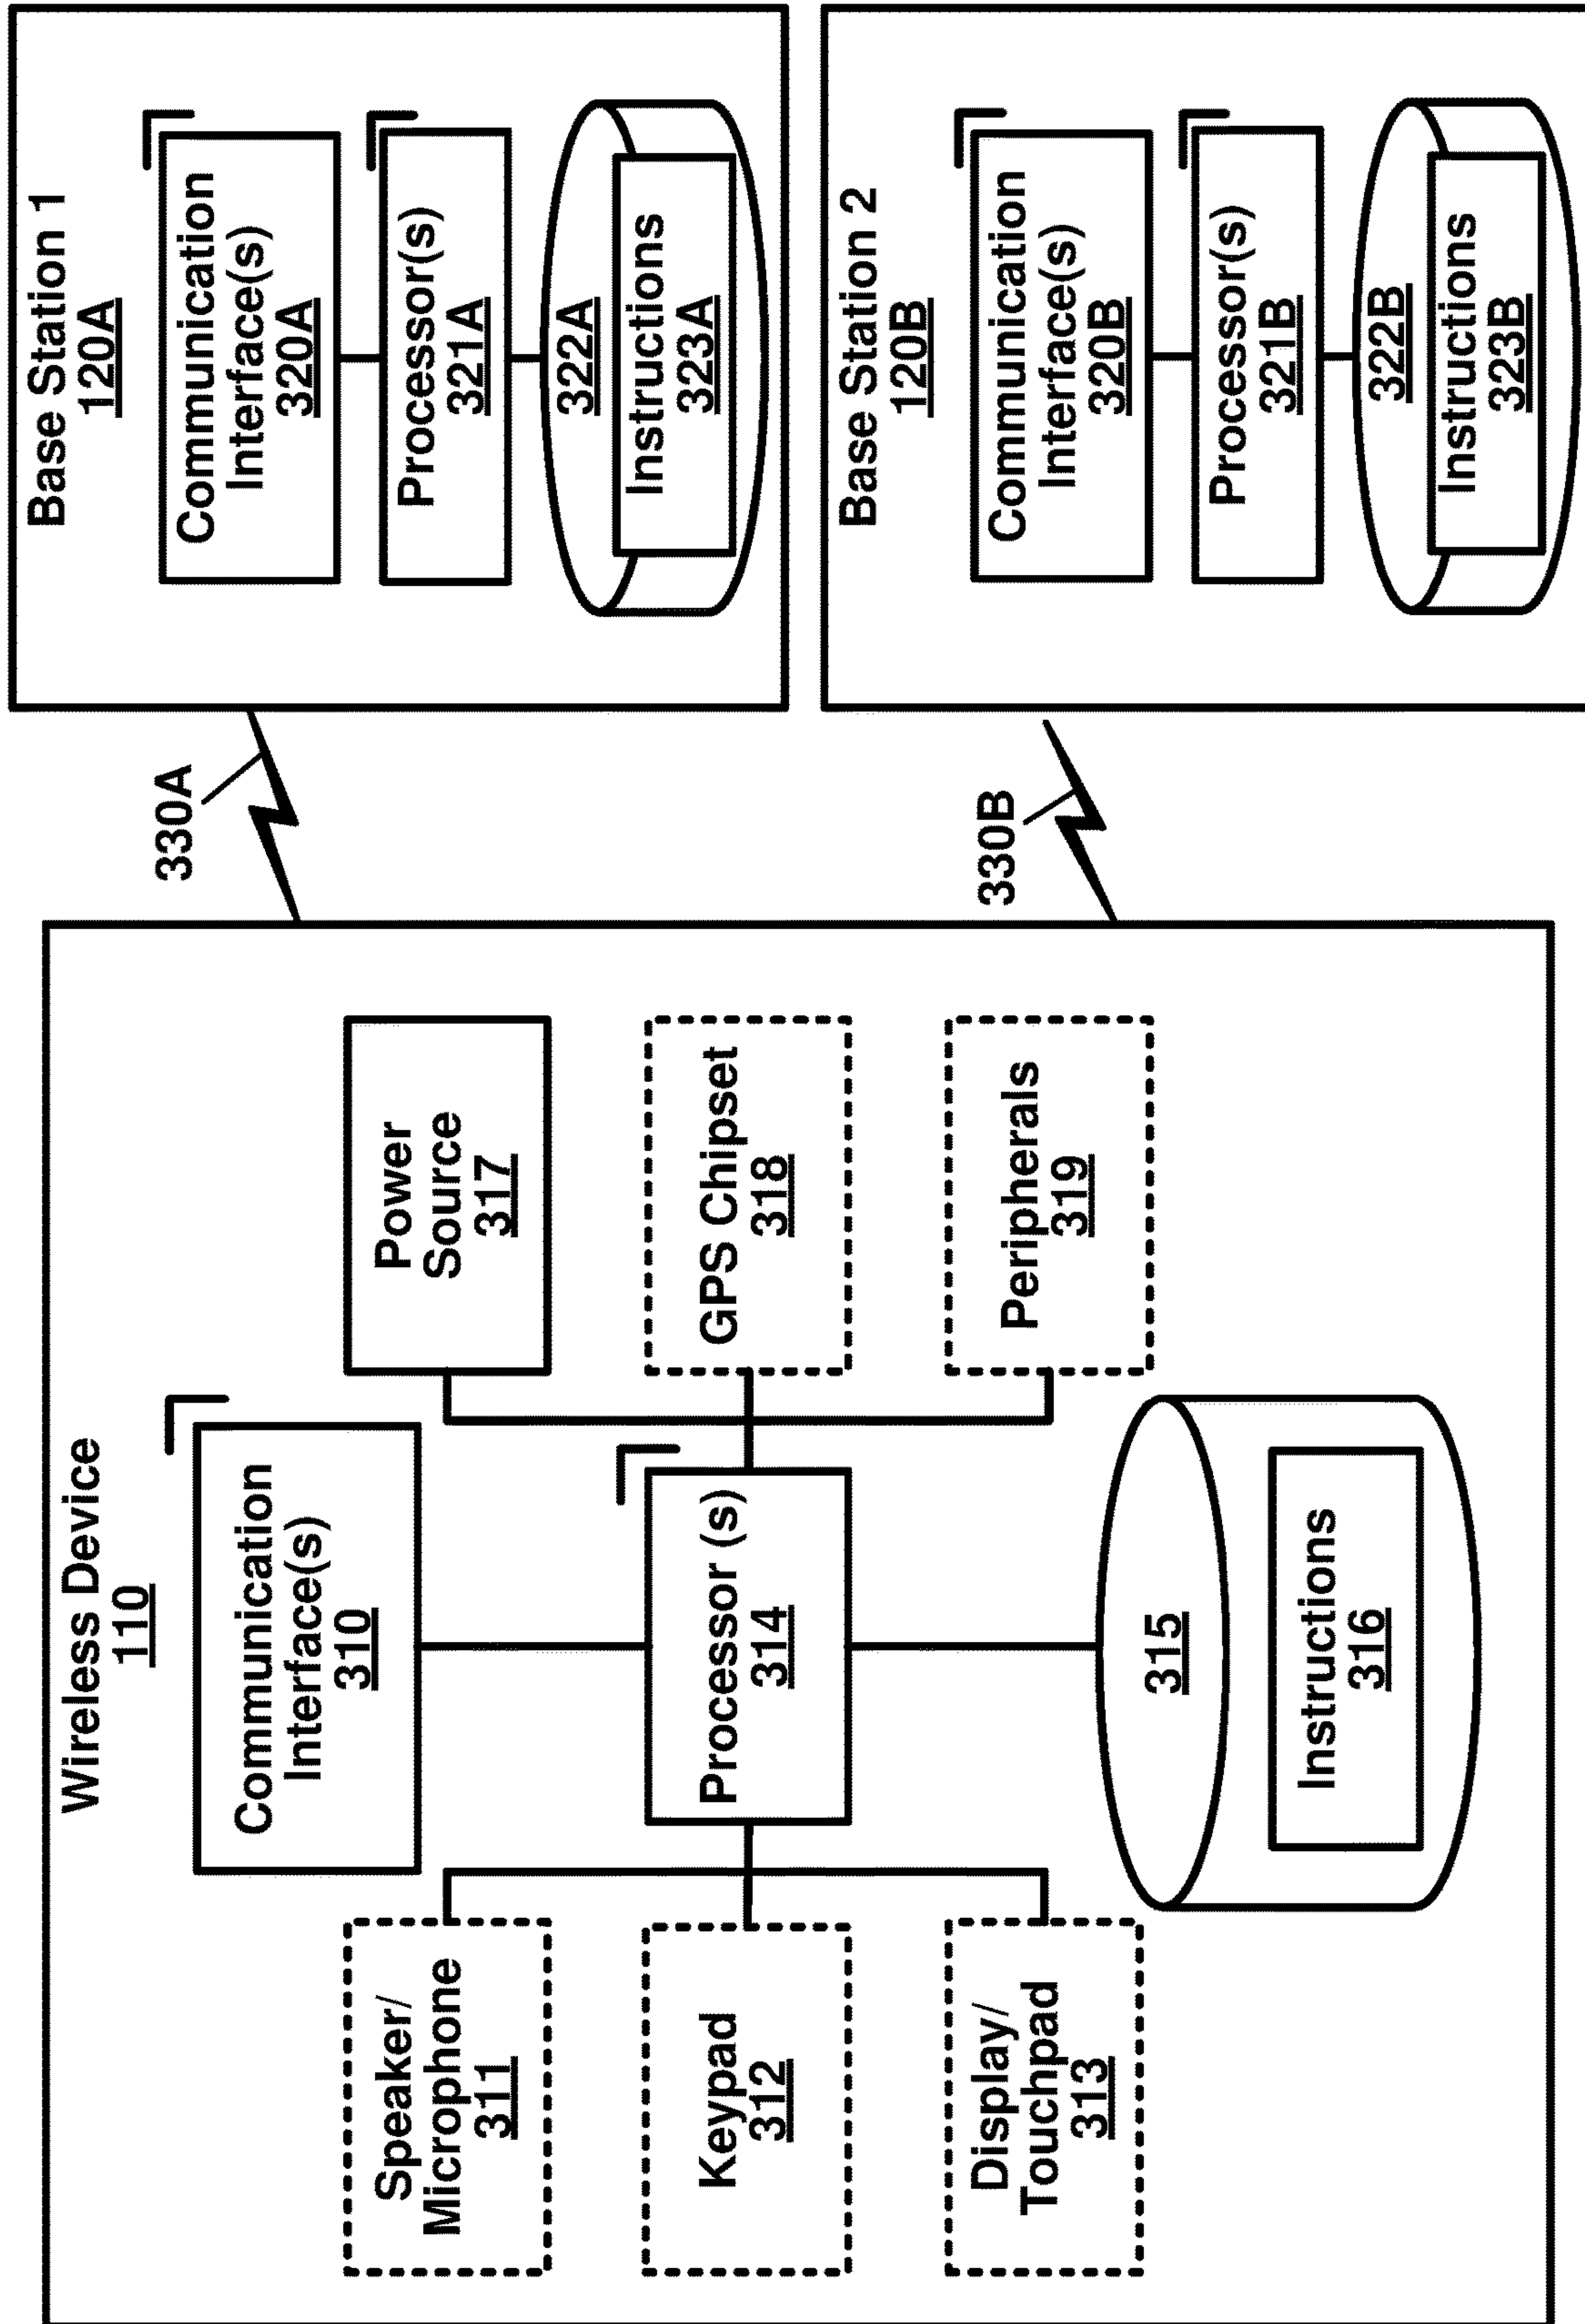 Wireless Device
110
Communication
Interface(s)
310
Speaker/
Microphone
311
Keypad
312
Display/
Touchpad
313
Processor (s)
314
Power
Source
317
GPS Chipset
318
Peripherals
319
315
Instructions
316
330A
330B
Base Station 1
120A
Communication
Interface(s)
320A
Processor(s)
321A
322A
Instructions
323A
Base Station 2
120B
Communication
Interface(s)
320B
Processor(s)
321B
322B
Instructions
323B